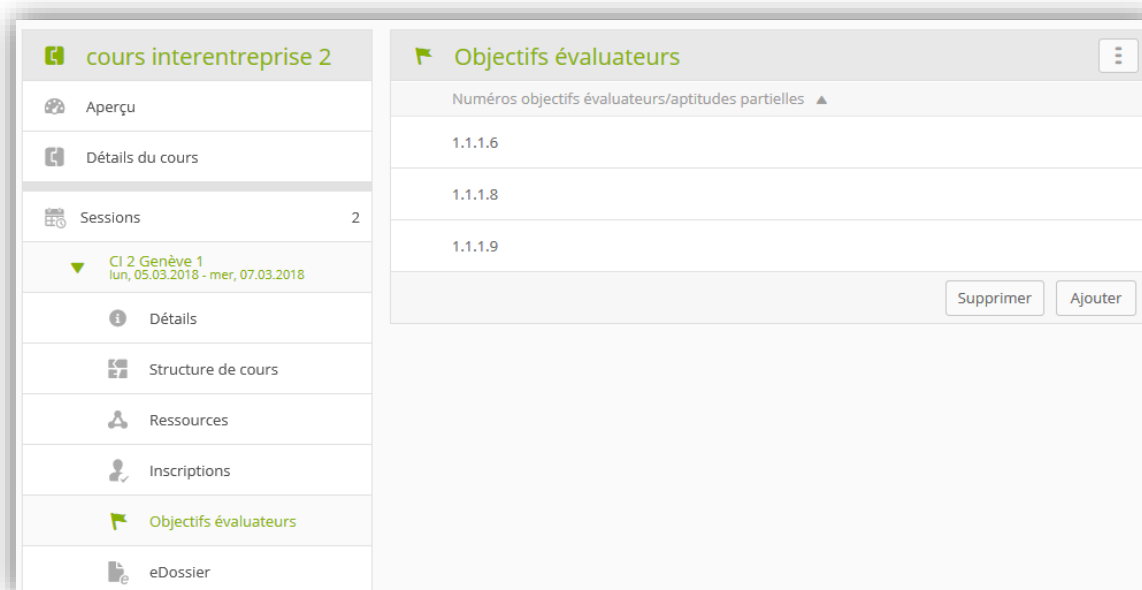 cours interentreprise 2
Aperçu
Détails du cours
Sessions 2
CI 2 Genève 1
lun, 05.03.2018 - mer, 07.03.2018
Détails
Structure de cours
Ressources
Inscriptions
Objectifs évaluateurs
eDossier
Objectifs évaluateurs
Numéros objectifs évaluateurs/aptitudes partielles ▲
1.1.1.6
1.1.1.8
1.1.1.9
Supprimer Ajouter